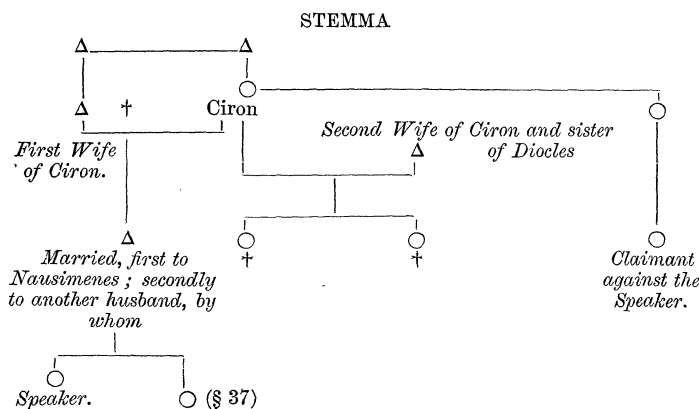 STEMMA
Δ Δ
Δ † Ciron
First Wife
of Ciron.
Second Wife of Ciron and sister
of Diocles
Δ
Δ
Married, first to
Nausimenes ; secondly
to another husband, by
whom
† †
Claimant
against the
Speaker.
Speaker.
(§ 37)